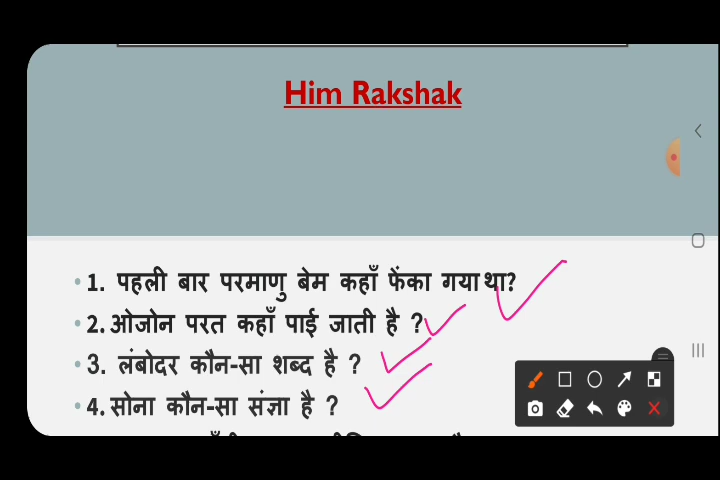 Him Rakshak
• 1. पहली बार परमाणु बेम कहाँ फेंका गया था?
• 2. ओजोन परत कहाँ पाई जाती है ?
• 3. लंबोदर कौन-सा शब्द है ?
• 4. सोना कौन-सा संज्ञा है ?